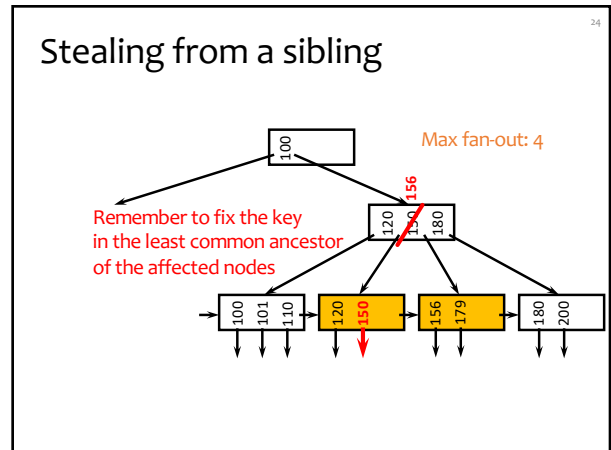 24
Stealing from a sibling
Max fan-out: 4
100
156
Remember to fix the key
in the least common ancestor
of the affected nodes
120 150 180
100 101 110
120 150
156 179
180 200